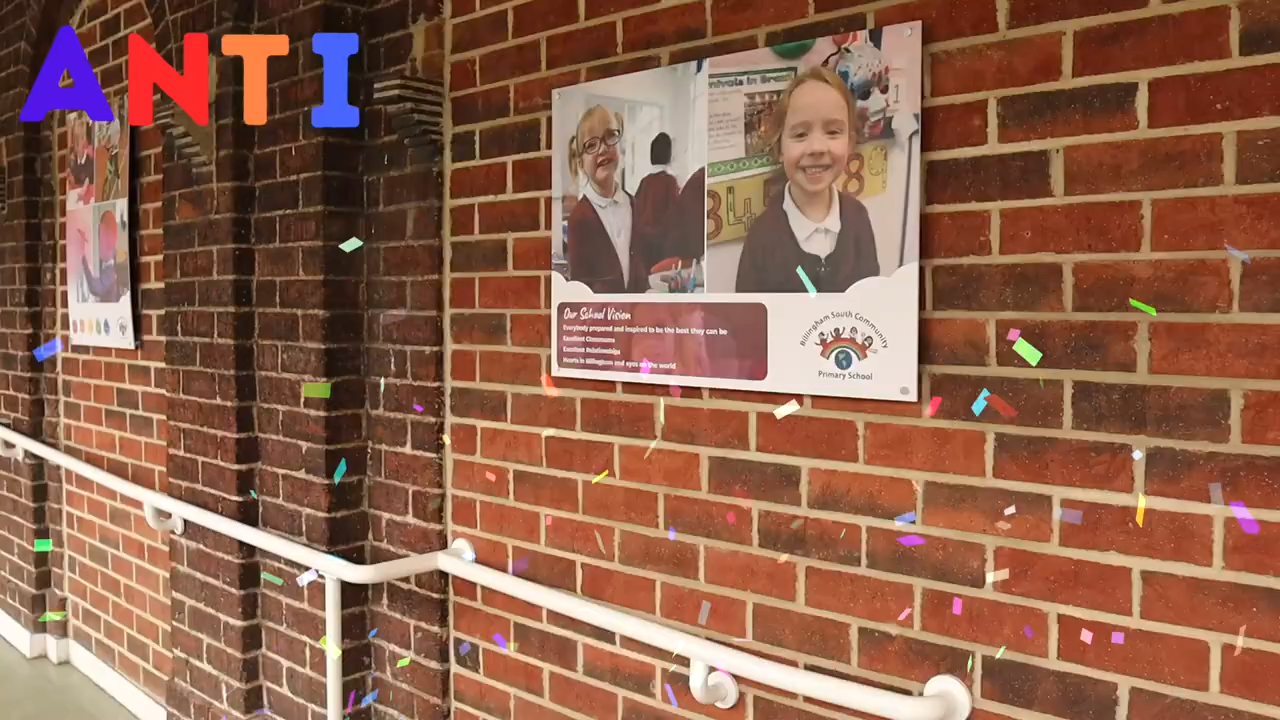 ANTI
Our School Vision
Everybody prepared and inspired to be the best they can be
Excellent Classrooms
Excellent Relationships
Hearts in Billingham and eyes on the world
Billingham South Community
Primary School